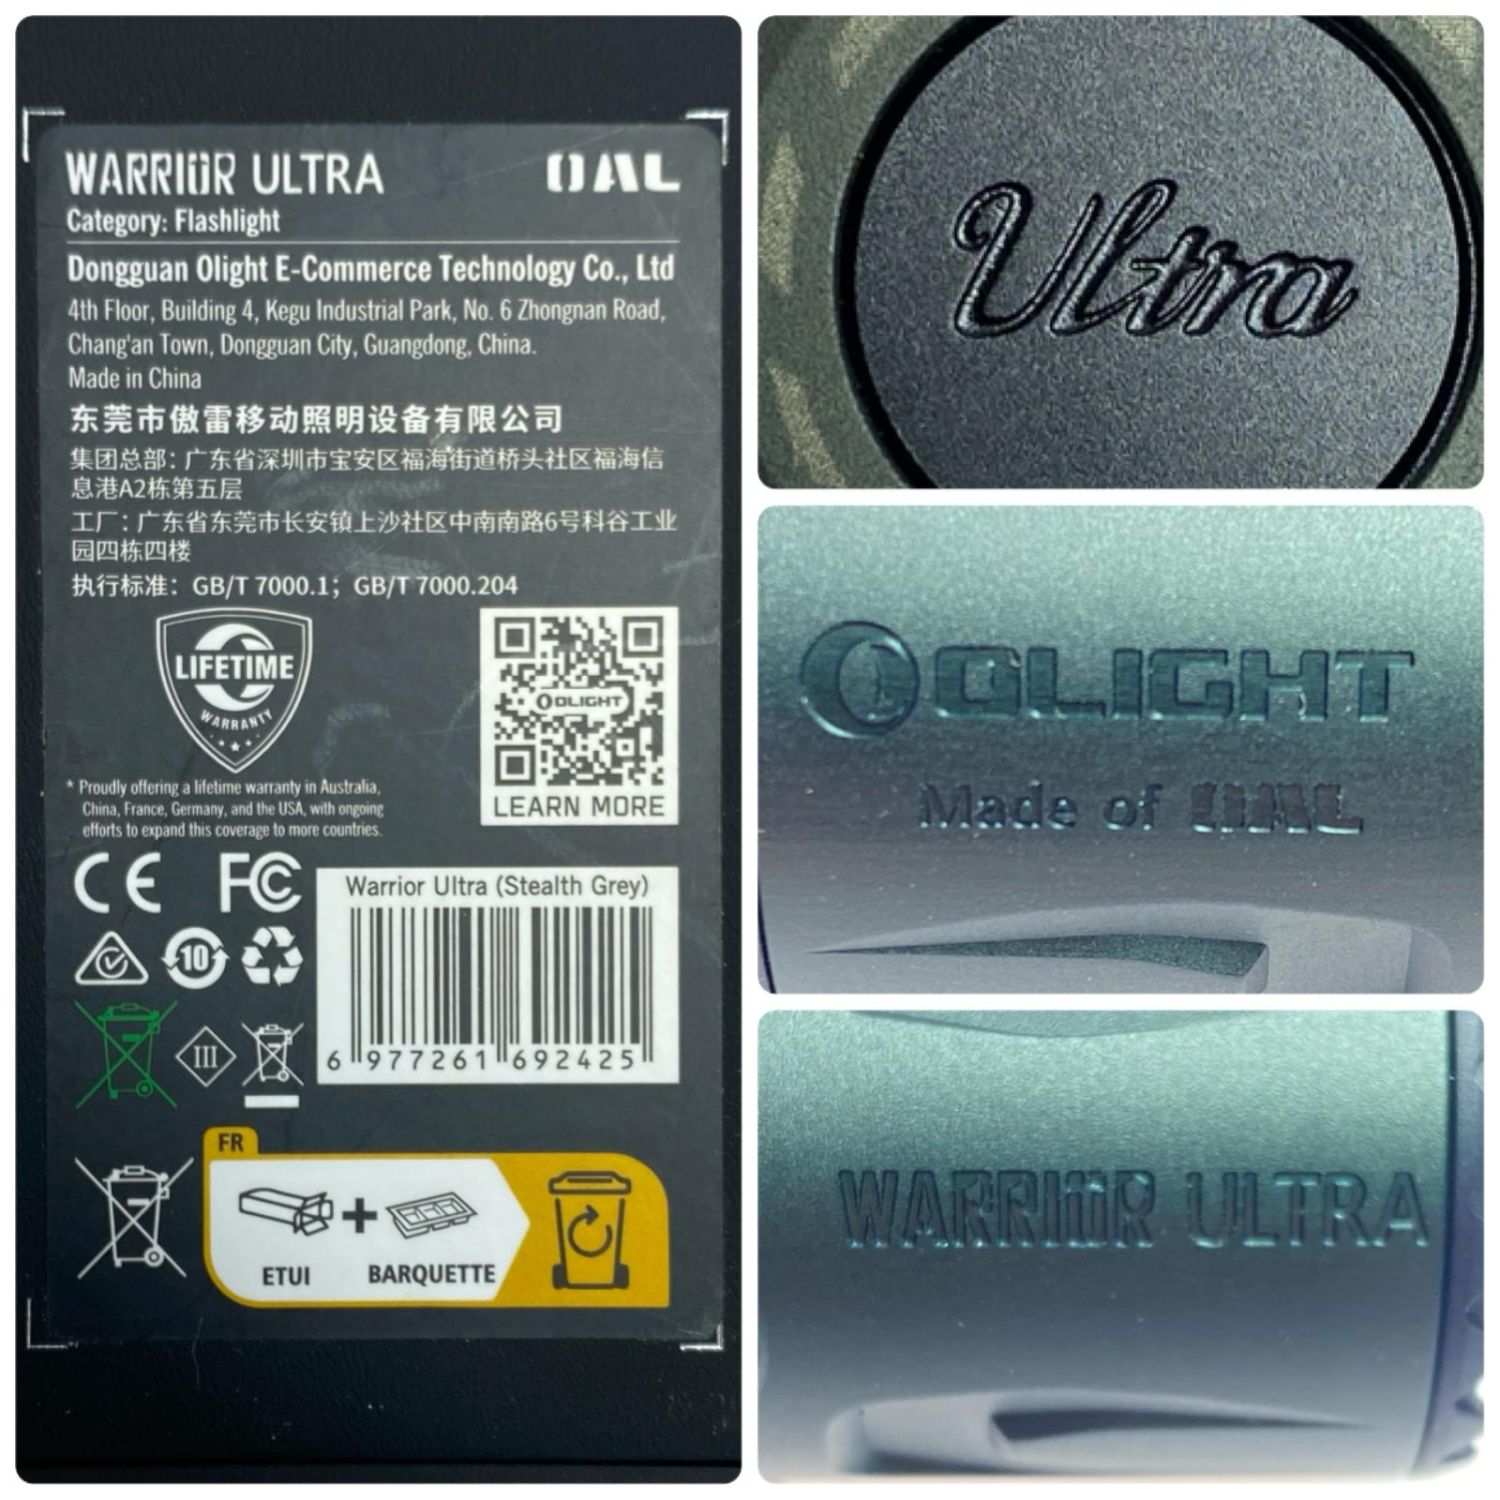 WARRIOR ULTRA
OAL
Category: Flashlight
Dongguan Olight E-Commerce Technology Co., Ltd
4th Floor, Building 4, Kegu Industrial Park, No. 6 Zhongnan Road,
Chang'an Town, Dongguan City, Guangdong, China.
Made in China
东莞市傲雷移动照明设备有限公司
集团总部：广东省深圳市宝安区福海街道桥头社区福海信
息港A2栋第五层
工厂：广东省东莞市长安镇上沙社区中南南路6号科谷工业
园四栋四楼
执行标准：GB/T 7000.1；GB/T 7000.204
LIFETIME
WARRANTY
OLIGHT
LEARN MORE
* Proudly offering a lifetime warranty in Australia,
China, France, Germany, and the USA, with ongoing
efforts to expand this coverage to more countries.
CE FC
Warrior Ultra (Stealth Grey)
10
III
6 977261 692425
FR
ETUI + BARQUETTE
Ultra
OLIGHT
Made of OAL
WARRIOR ULTRA